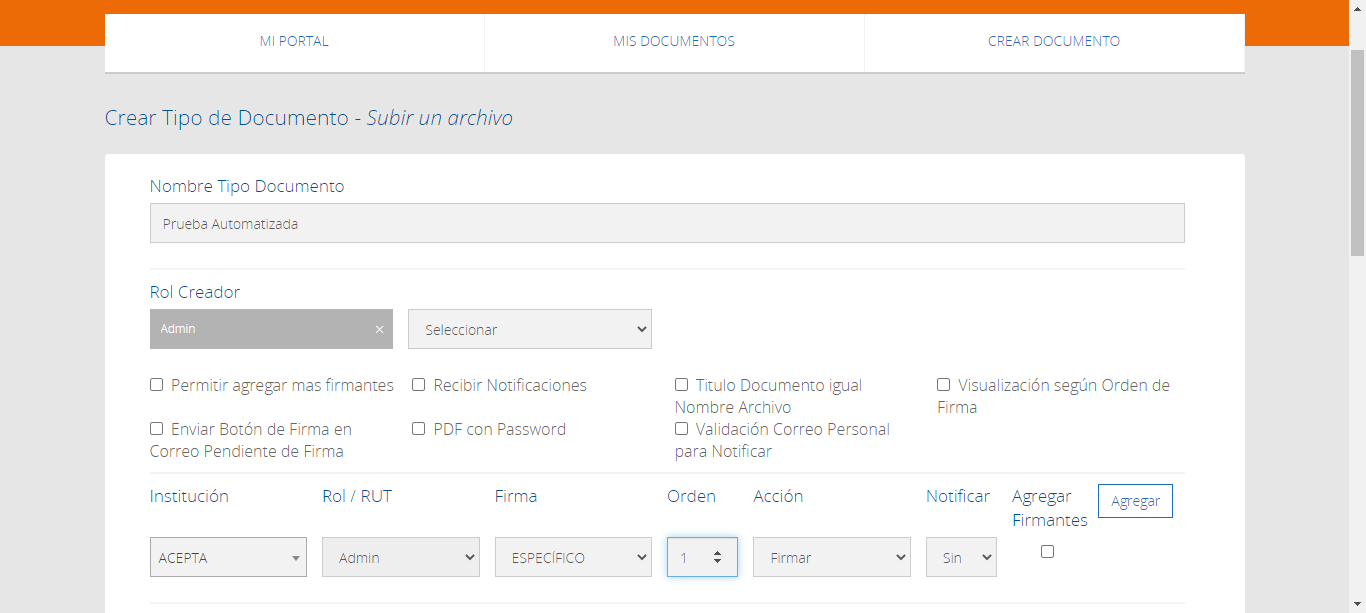 MI PORTAL
MIS DOCUMENTOS
CREAR DOCUMENTO
Crear Tipo de Documento - Subir un archivo
Nombre Tipo Documento
Prueba Automatizada
Rol Creador
Admin ×
Seleccionar
Permitir agregar mas firmantes
Recibir Notificaciones
Titulo Documento igual
Nombre Archivo
Visualización según Orden de
Firma
Enviar Botón de Firma en
Correo Pendiente de Firma
PDF con Password
Validación Correo Personal
para Notificar
Institución
Rol / RUT
Firma
Orden
Acción
Notificar
Agregar
Firmantes
Agregar
ACEPTA
Admin
ESPECÍFICO
1
Firmar
Sin